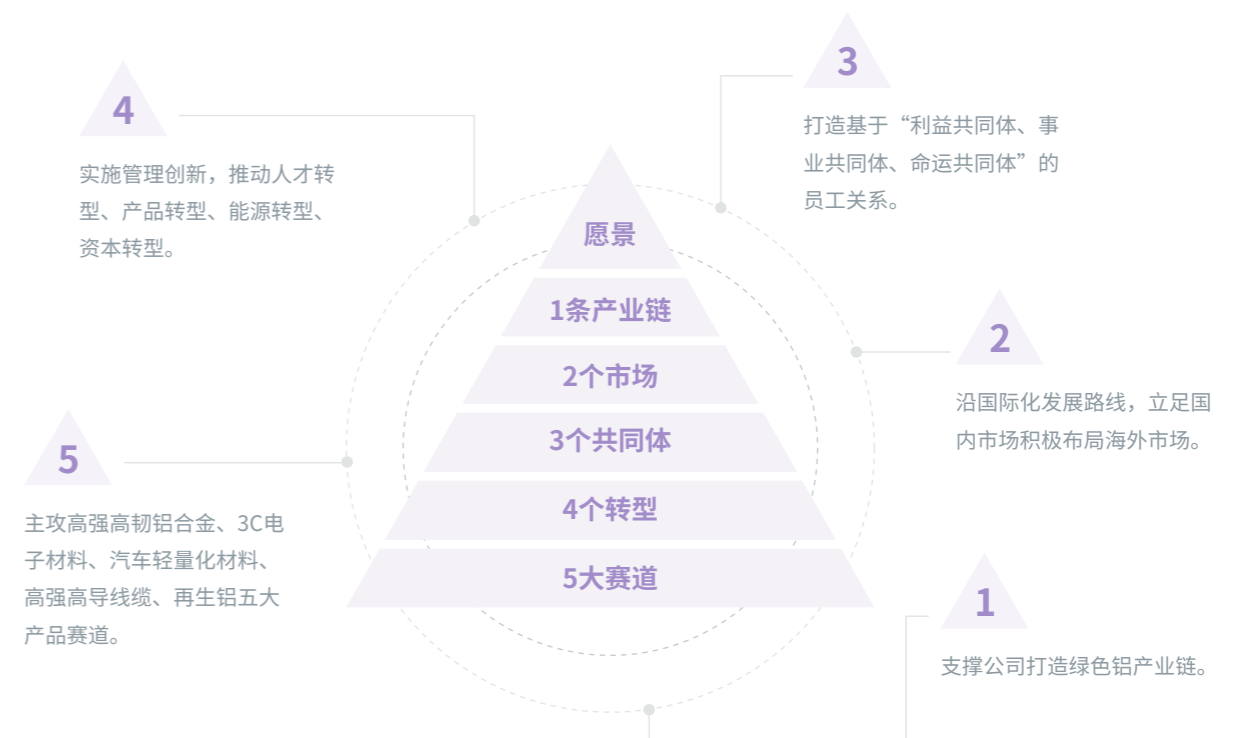 愿景
1条产业链
2个市场
3个共同体
4个转型
5大赛道
1
支撑公司打造绿色铝产业链。
2
沿国际化发展路线，立足国
内市场积极布局海外市场。
3
打造基于“利益共同体、事
业共同体、命运共同体”的
员工关系。
4
实施管理创新，推动人才转
型、产品转型、能源转型、
资本转型。
5
主攻高强高韧铝合金、3C电
子材料、汽车轻量化材料、
高强高导线缆、再生铝五大
产品赛道。